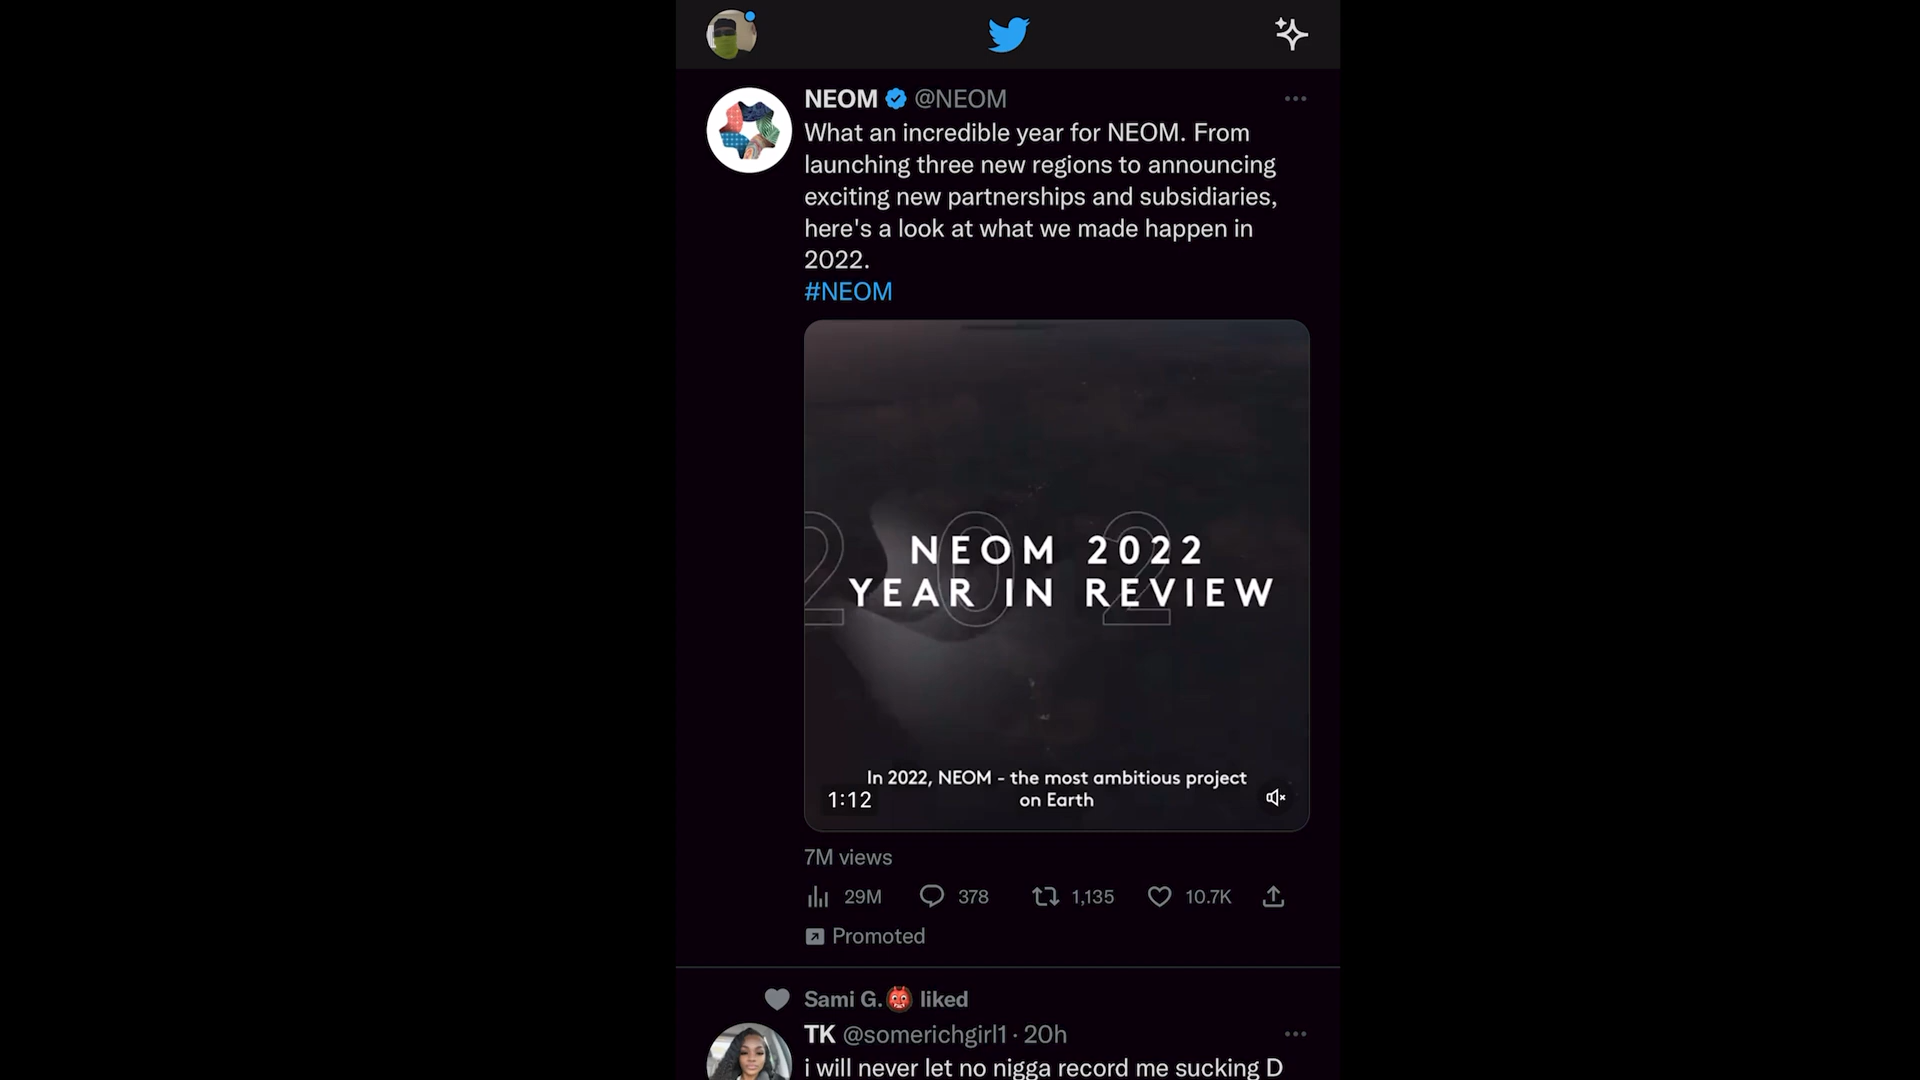 NEOM @NEOM
What an incredible year for NEOM. From
launching three new regions to announcing
exciting new partnerships and subsidiaries,
here's a look at what we made happen in
2022.
#NEOM
202
NEOM 2022
YEAR IN REVIEW
In 2022, NEOM - the most ambitious project
on Earth
1:12
7M views
29M 378 1,135 10.7K
Promoted
Sami G.👹 liked
TK @somerichgirl1 · 20h
i will never let no nigga record me sucking D